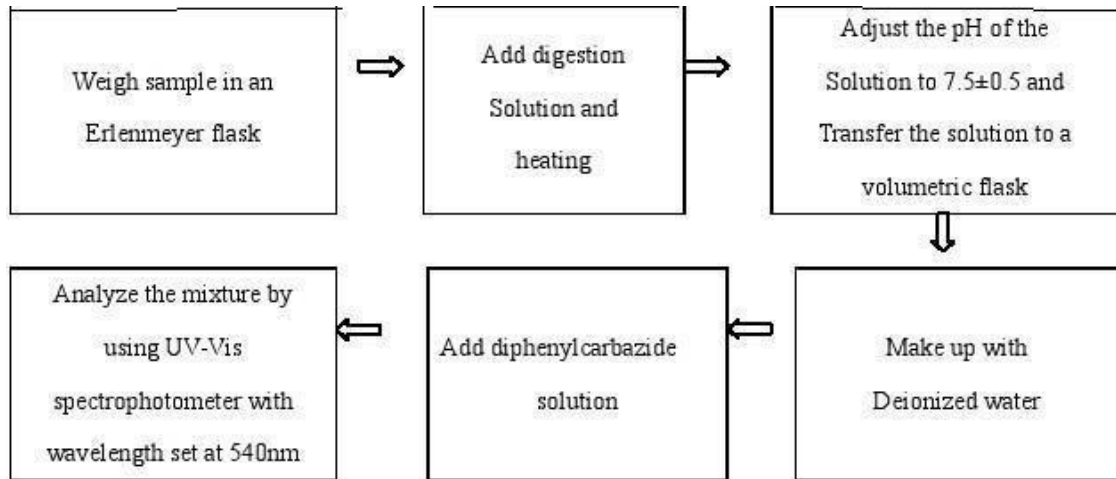 Weigh sample in an
Erlenmeyer flask
Add digestion
Solution and
heating
Adjust the pH of the
Solution to 7.5±0.5 and
Transfer the solution to a
volumetric flask
Make up with
Deionized water
Add diphenylcarbazide
solution
Analyze the mixture by
using UV-Vis
spectrophotometer with
wavelength set at 540nm